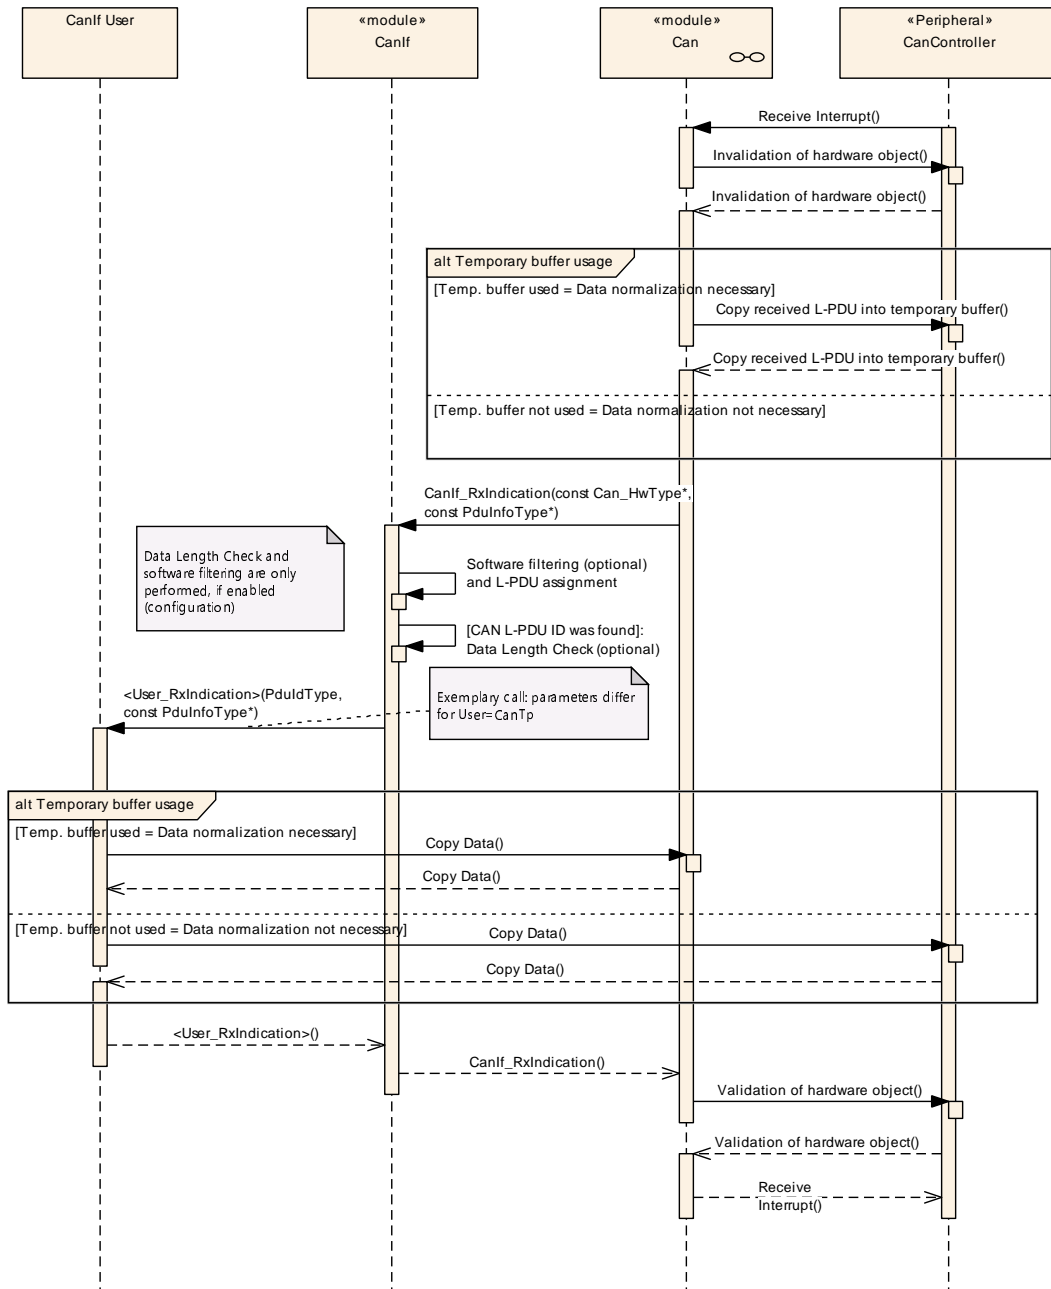 CanIf User
«module»
CanIf
«module»
Can
«Peripheral»
CanController
Receive Interrupt()
Invalidation of hardware object()
Invalidation of hardware object()
alt Temporary buffer usage
[Temp. buffer used = Data normalization necessary]
Copy received L-PDU into temporary buffer()
Copy received L-PDU into temporary buffer()
[Temp. buffer not used = Data normalization not necessary]
CanIf_RxIndication(const Can_HwType*,
const PduInfoType*)
Data Length Check and
software filtering are only
performed, if enabled
(configuration)
Software filtering (optional)
and L-PDU assignment
[CAN L-PDU ID was found]:
Data Length Check (optional)
<User_RxIndication>(PduIdType,
const PduInfoType*)
Exemplary call: parameters differ
for User=CanTp
alt Temporary buffer usage
[Temp. buffer used = Data normalization necessary]
Copy Data()
Copy Data()
[Temp. buffer not used = Data normalization not necessary]
Copy Data()
Copy Data()
<User_RxIndication>()
CanIf_RxIndication()
Validation of hardware object()
Validation of hardware object()
Receive
Interrupt()